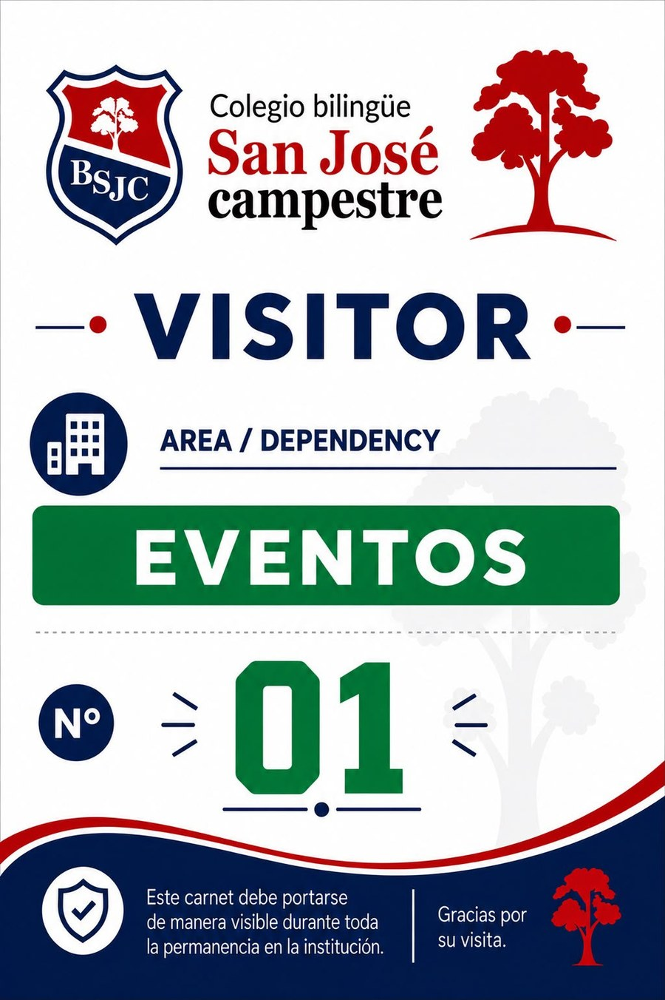 BSJC
Colegio bilingüe
San José
campestre
VISITOR
AREA / DEPENDENCY
EVENTOS
Nº
01
Este carnet debe portarse
de manera visible durante toda
la permanencia en la institución.
Gracias por
su visita.